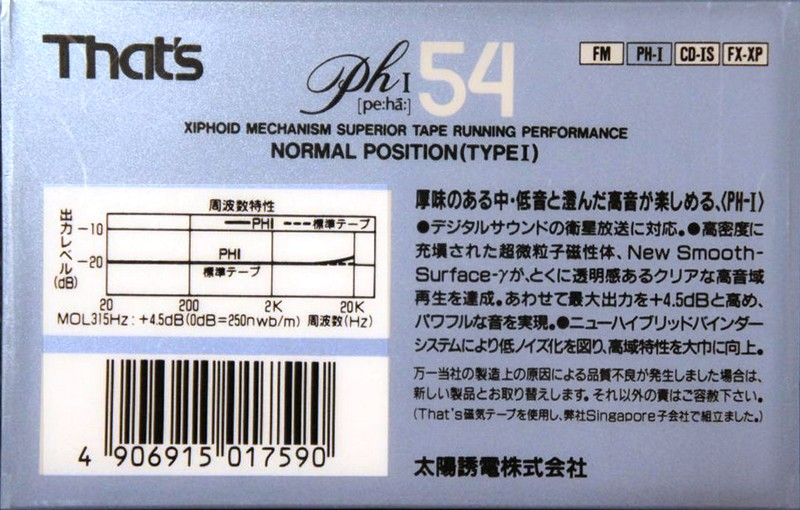 That's
Ph I 54
[pe:hā:]
FM PH-I CD-IS FX-XP
XIPHOID MECHANISM SUPERIOR TAPE RUNNING PERFORMANCE
NORMAL POSITION(TYPE I)
周波数特性
PHI 標準テープ
出力レベル(dB)
-10
PHI
-20
標準テープ
20 200 2K 20K
MOL315Hz:+4.5dB(0dB=250nwb/m) 周波数(Hz)
4 906915 017590
厚味のある中・低音と澄んだ高音が楽しめる、〈PH-I〉
●デジタルサウンドの衛星放送に対応。●高密度に
充填された超微粒子磁性体、New Smooth-
Surface-γが、とくに透明感あるクリアな高音域
再生を達成。あわせて最大出力を+4.5dBと高め、
パワフルな音を実現。●ニューハイブリッドバインダー
システムにより低ノイズ化を図り、高域特性を大巾に向上。
万一当社の製造上の原因による品質不良が発生しました場合は、
新しい製品とお取り替えします。それ以外の責はご容赦下さい。
(That's磁気テープを使用し、弊社Singapore子会社で組立ました。)
太陽誘電株式会社